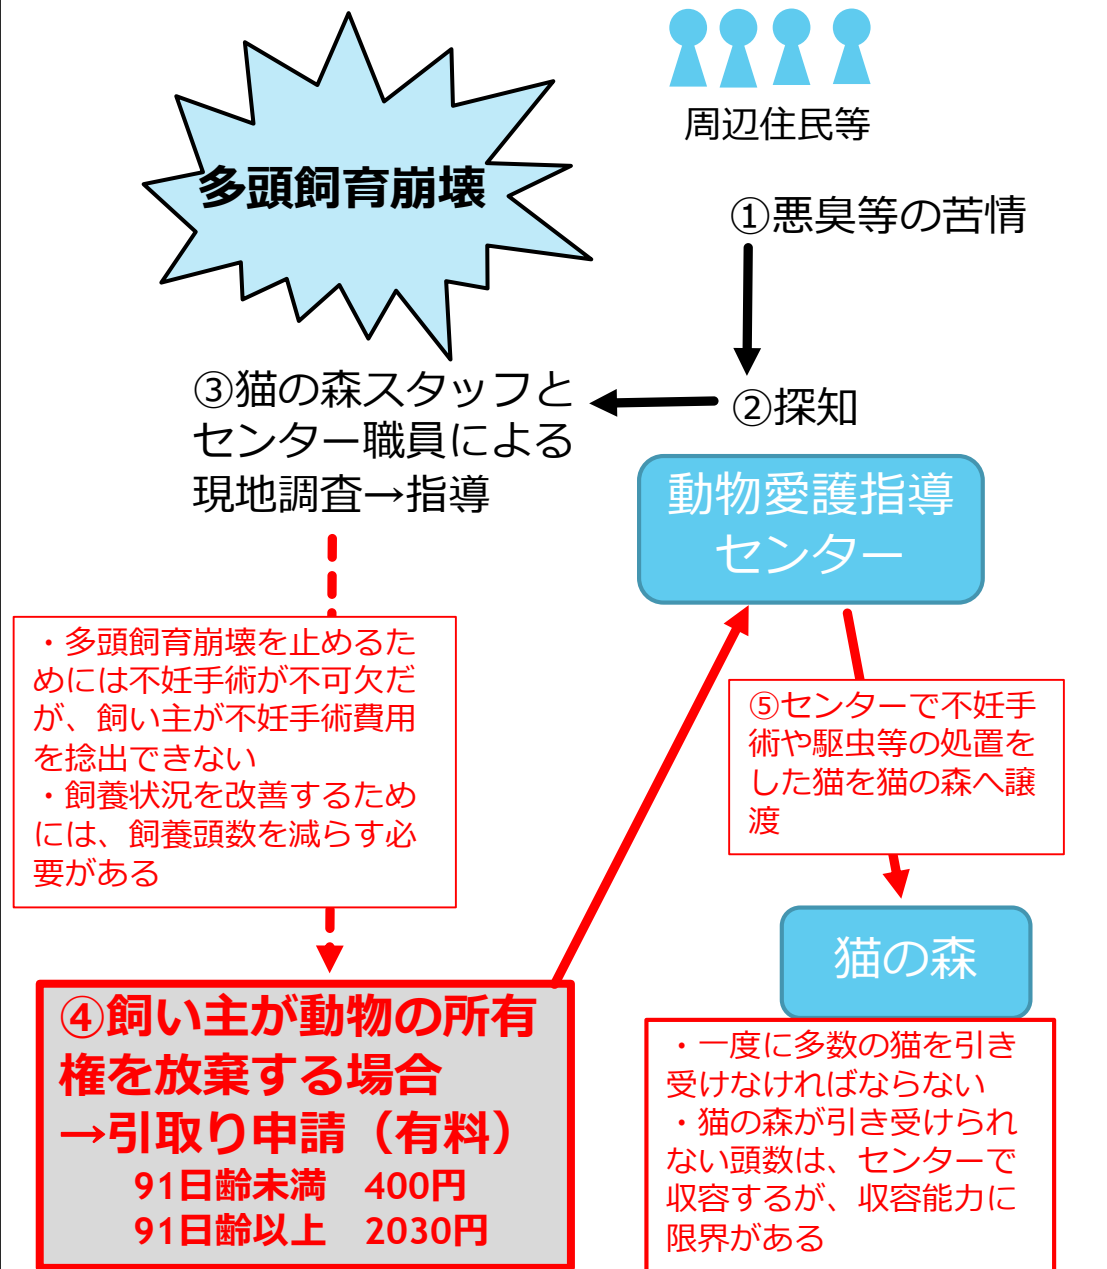 多頭飼育崩壊
周辺住民等
①悪臭等の苦情
②探知
③猫の森スタッフと
センター職員による
現地調査→指導
動物愛護指導
センター
・多頭飼育崩壊を止めるた
めには不妊手術が不可欠だ
が、飼い主が不妊手術費用
を捻出できない
・飼養状況を改善するため
には、飼養頭数を減らす必
要がある
④飼い主が動物の所有
権を放棄する場合
→引取り申請（有料）
91日齢未満　400円
91日齢以上　2030円
⑤センターで不妊手
術や駆虫等の処置を
した猫を猫の森へ譲
渡
猫の森
・一度に多数の猫を引き
受けなければならない
・猫の森が引き受けられ
ない頭数は、センターで
収容するが、収容能力に
限界がある